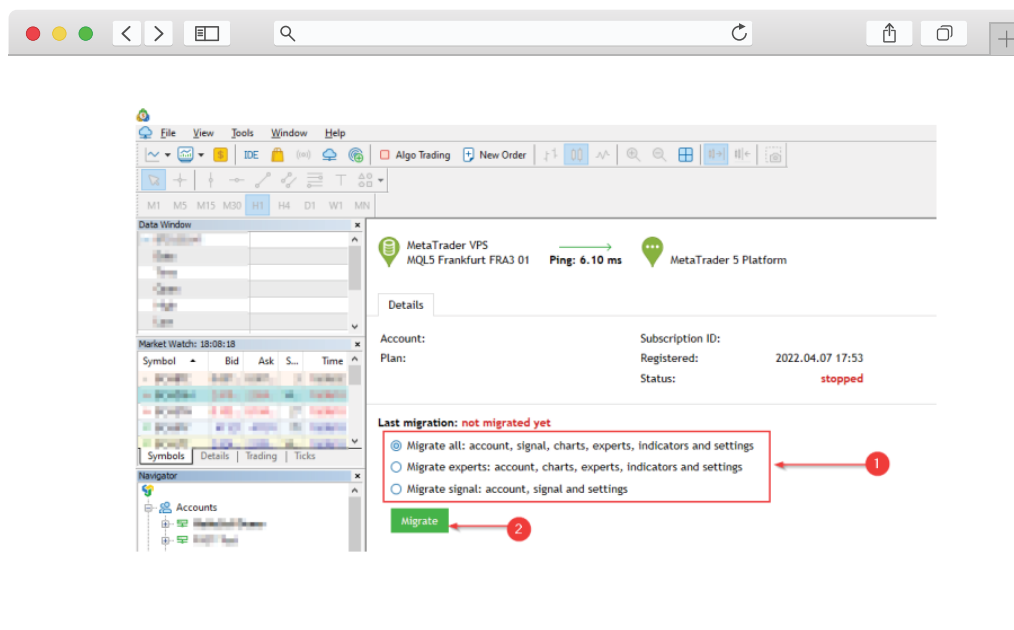 File View Tools Window Help
IDE Algo Trading New Order
M1 M5 M15 M30 H1 H4 D1 W1 MN
Data Window
MetaTrader VPS
MQL5 Frankfurt FRA3 01 Ping: 6.10 ms MetaTrader 5 Platform
Details
Account: Subscription ID:
Plan: Registered: 2022.04.07 17:53
Status: stopped
Market Watch: 18:08:18
Symbol Bid Ask S... Time
Symbols Details Trading Ticks
Last migration: not migrated yet
Migrate all: account, signal, charts, experts, indicators and settings
Migrate experts: account, charts, experts, indicators and settings
Migrate signal: account, signal and settings
1
Migrate
2
Navigator
Accounts